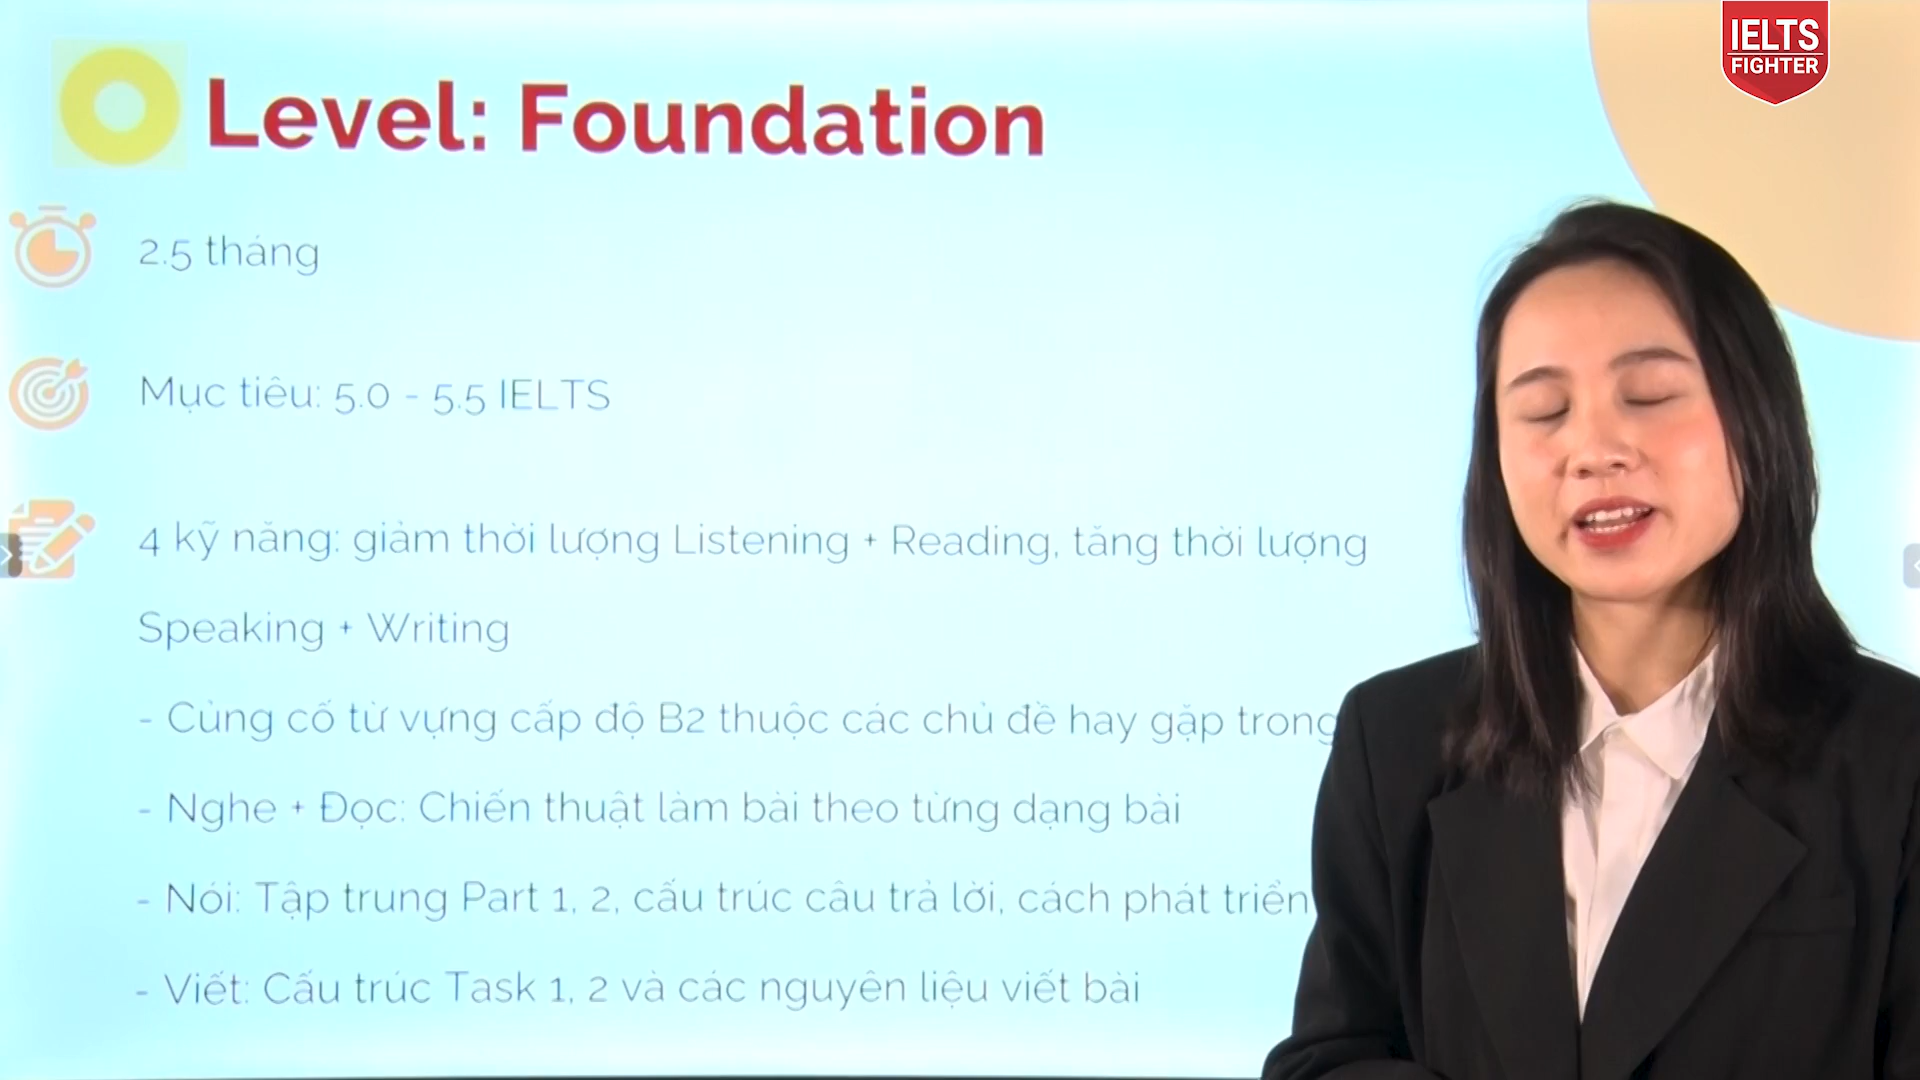 IELTS
FIGHTER
Level: Foundation
2.5 tháng
Mục tiêu: 5.0 - 5.5 IELTS
4 kỹ năng: giảm thời lượng Listening + Reading, tăng thời lượng
Speaking + Writing
- Củng cố từ vựng cấp độ B2 thuộc các chủ đề hay gặp trong
- Nghe + Đọc: Chiến thuật làm bài theo từng dạng bài
- Nói: Tập trung Part 1, 2, cấu trúc câu trả lời, cách phát triển
- Viết: Cấu trúc Task 1, 2 và các nguyên liệu viết bài